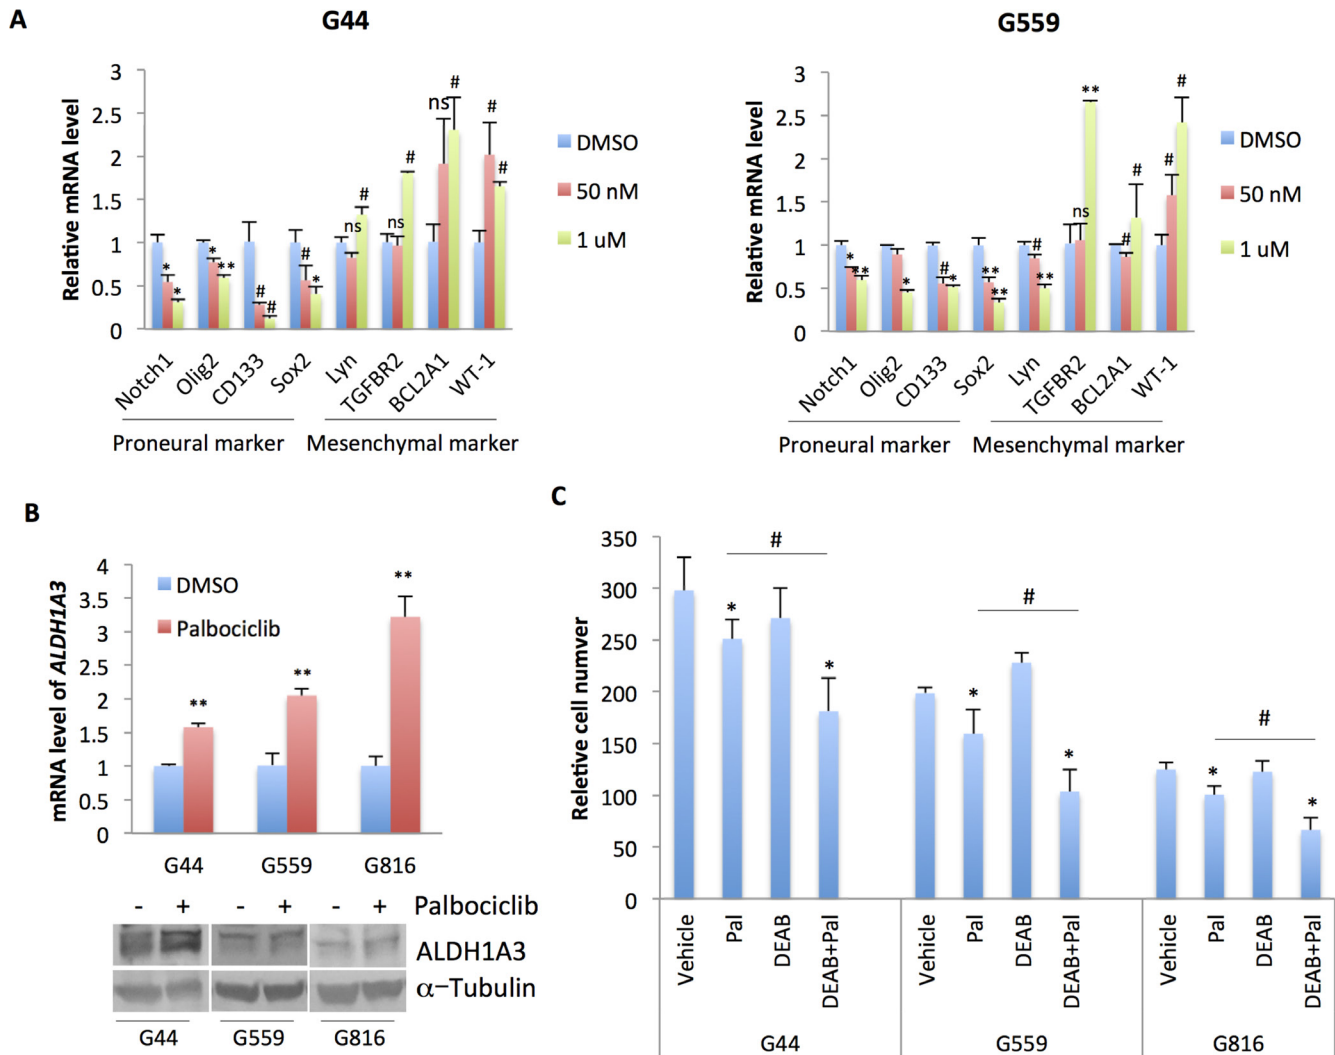 A
G44
Relative mRNA level
3
2.5
2
1.5
1
0.5
0
* * * ** # # # * ns # ns # ns # # #
DMSO
50 nM
1 uM
Notch1 Olig2 CD133 Sox2 Lyn TGFBR2 BCL2A1 WT-1
Proneural marker Mesenchymal marker
G559
Relative mRNA level
3
2.5
2
1.5
1
0.5
0
* ** * # * ** ** # ** ns ** # # # #
DMSO
50 nM
1 uM
Notch1 Olig2 CD133 Sox2 Lyn TGFBR2 BCL2A1 WT-1
Proneural marker Mesenchymal marker
B
mRNA level of ALDH1A3
4
3.5
3
2.5
2
1.5
1
0.5
0
DMSO
Palbociclib
** ** **
G44 G559 G816
- + - + - + Palbociclib
ALDH1A3
α-Tubulin
G44 G559 G816
C
Reletive cell numver
350
300
250
200
150
100
50
0
# # #
* * * * * *
Vehicle Pal DEAB DEAB+Pal Vehicle Pal DEAB DEAB+Pal Vehicle Pal DEAB DEAB+Pal
G44 G559 G816